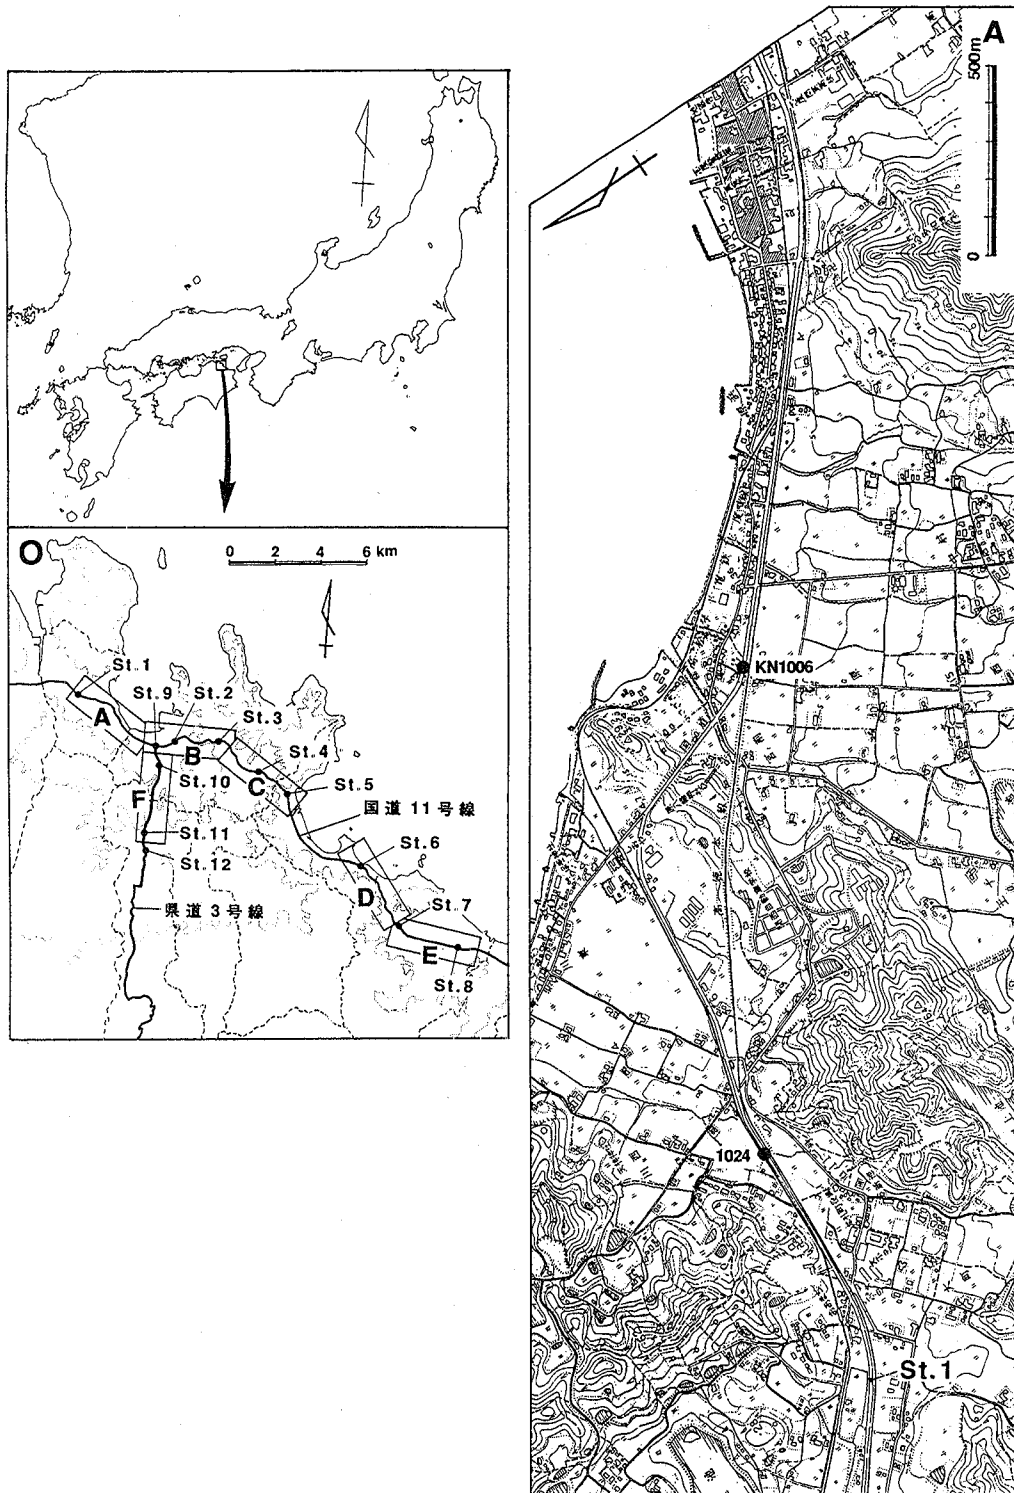 O
0 2 4 6 km
St. 1
St. 9
St. 2
St. 3
A
B
St. 4
C
St. 5
St. 10
F
国道11号線
St. 11
St. 6
St. 12
D
St. 7
県道3号線
E
St. 8
A
500m
0
KN1006
1024
St. 1